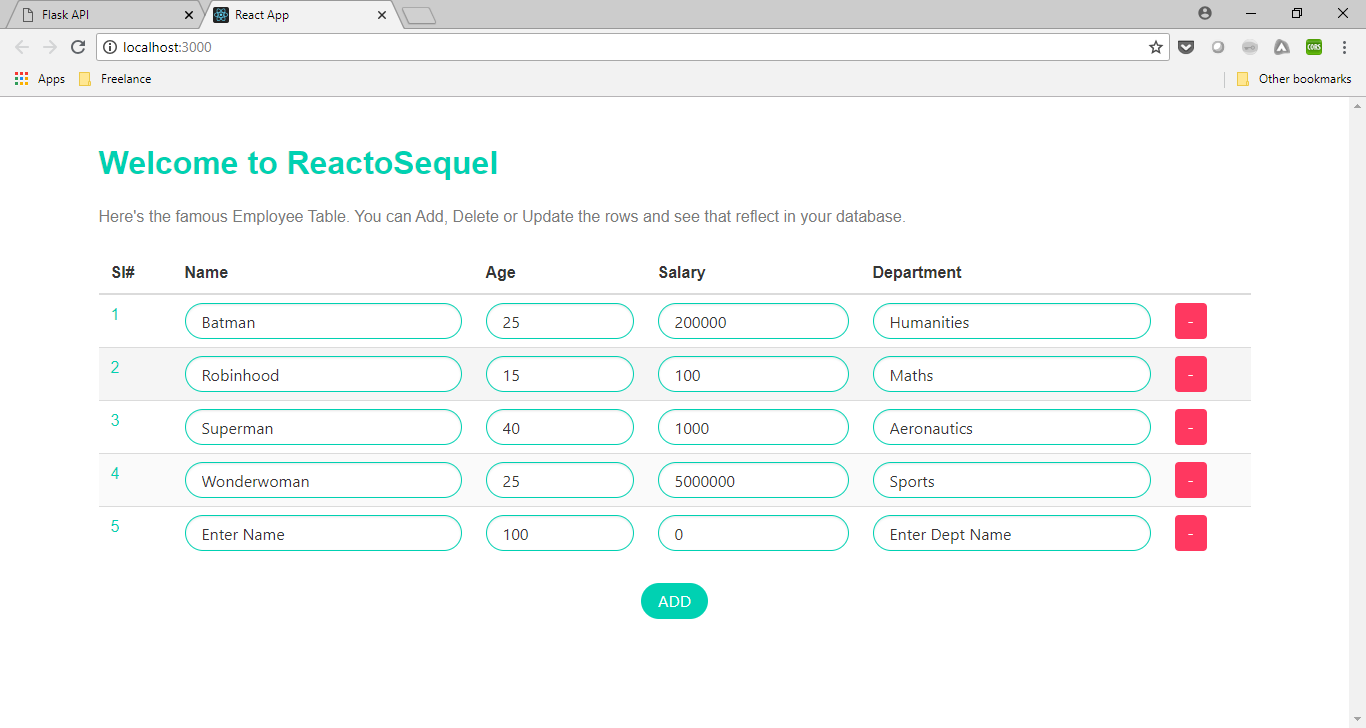 Flask API React App
localhost:3000
CORS
Apps Freelance Other bookmarks
Welcome to ReactoSequel
Here's the famous Employee Table. You can Add, Delete or Update the rows and see that reflect in your database.
Sl# Name Age Salary Department
1 Batman 25 200000 Humanities -
2 Robinhood 15 100 Maths -
3 Superman 40 1000 Aeronautics -
4 Wonderwoman 25 5000000 Sports -
5 Enter Name 100 0 Enter Dept Name -
ADD